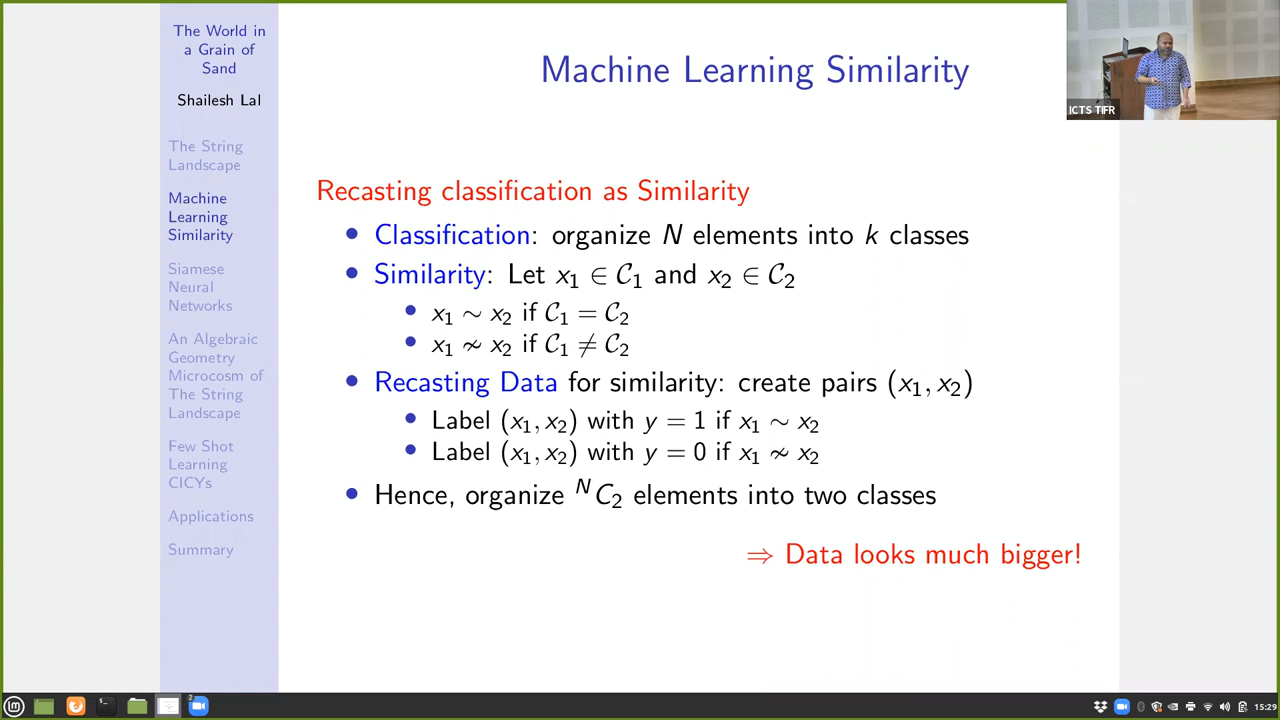 The World in
a Grain of
Sand
Shailesh Lal
The String
Landscape
Machine
Learning
Similarity
Siamese
Neural
Networks
An Algebraic
Geometry
Microcosm of
The String
Landscape
Few Shot
Learning
CICYs
Applications
Summary
Machine Learning Similarity
Recasting classification as Similarity
• Classification: organize N elements into k classes
• Similarity: Let x₁ ∈ 𝒞₁ and x₂ ∈ 𝒞₂
• x₁ ∼ x₂ if 𝒞₁ = 𝒞₂
• x₁ ≁ x₂ if 𝒞₁ ≠ 𝒞₂
• Recasting Data for similarity: create pairs (x₁, x₂)
• Label (x₁, x₂) with y = 1 if x₁ ∼ x₂
• Label (x₁, x₂) with y = 0 if x₁ ≁ x₂
• Hence, organize ᴺC₂ elements into two classes
⇒ Data looks much bigger!
ICTS TIFR
2
15:29